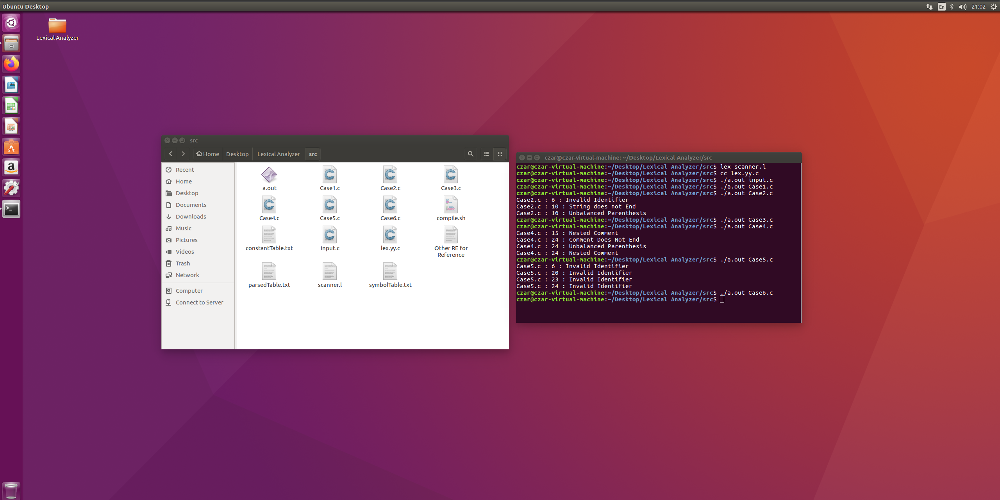 Ubuntu Desktop
En
21:02
Lexical Analyzer
src
Home
Desktop
Lexical Analyzer
src
Recent
Home
Desktop
Documents
Downloads
Music
Pictures
Videos
Trash
Network
Computer
Connect to Server
a.out
Case1.c
Case2.c
Case3.c
Case4.c
Case5.c
Case6.c
compile.sh
constantTable.txt
input.c
lex.yy.c
Other RE for
Reference
parsedTable.txt
scanner.l
symbolTable.txt
czar@czar-virtual-machine: ~/Desktop/Lexical Analyzer/src
czar@czar-virtual-machine:~/Desktop/Lexical Analyzer/src$ lex scanner.l
czar@czar-virtual-machine:~/Desktop/Lexical Analyzer/src$ cc lex.yy.c
czar@czar-virtual-machine:~/Desktop/Lexical Analyzer/src$ ./a.out input.c
czar@czar-virtual-machine:~/Desktop/Lexical Analyzer/src$ ./a.out Case1.c
czar@czar-virtual-machine:~/Desktop/Lexical Analyzer/src$ ./a.out Case2.c
Case2.c : 6 : Invalid Identifier
Case2.c : 10 : String does not End
Case2.c : 10 : Unbalanced Parenthesis
czar@czar-virtual-machine:~/Desktop/Lexical Analyzer/src$ ./a.out Case3.c
czar@czar-virtual-machine:~/Desktop/Lexical Analyzer/src$ ./a.out Case4.c
Case4.c : 15 : Nested Comment
Case4.c : 24 : Comment Does Not End
Case4.c : 24 : Unbalanced Parenthesis
Case4.c : 24 : Nested Comment
czar@czar-virtual-machine:~/Desktop/Lexical Analyzer/src$ ./a.out Case5.c
Case5.c : 6 : Invalid Identifier
Case5.c : 20 : Invalid Identifier
Case5.c : 23 : Invalid Identifier
Case5.c : 24 : Invalid Identifier
czar@czar-virtual-machine:~/Desktop/Lexical Analyzer/src$ ./a.out Case6.c
czar@czar-virtual-machine:~/Desktop/Lexical Analyzer/src$